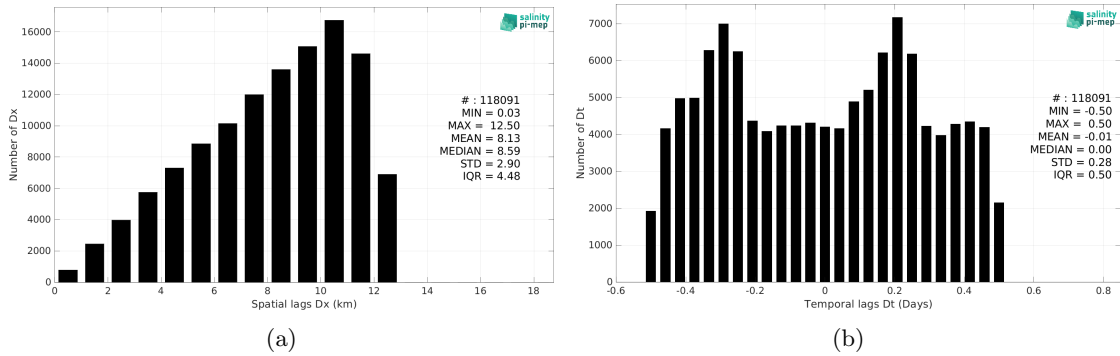 salinity
pi-mep
16000
14000
12000
10000
8000
6000
4000
2000
0
Number of Dx
# : 118091
MIN = 0.03
MAX = 12.50
MEAN = 8.13
MEDIAN = 8.59
STD = 2.90
IQR = 4.48
0 2 4 6 8 10 12 14 16 18
Spatial lags Dx (km)
(a)
salinity
pi-mep
7000
6000
5000
4000
3000
2000
1000
0
Number of Dt
# : 118091
MIN = -0.50
MAX = 0.50
MEAN = -0.01
MEDIAN = 0.00
STD = 0.28
IQR = 0.50
-0.6 -0.4 -0.2 0 0.2 0.4 0.6 0.8
Temporal lags Dt (Days)
(b)